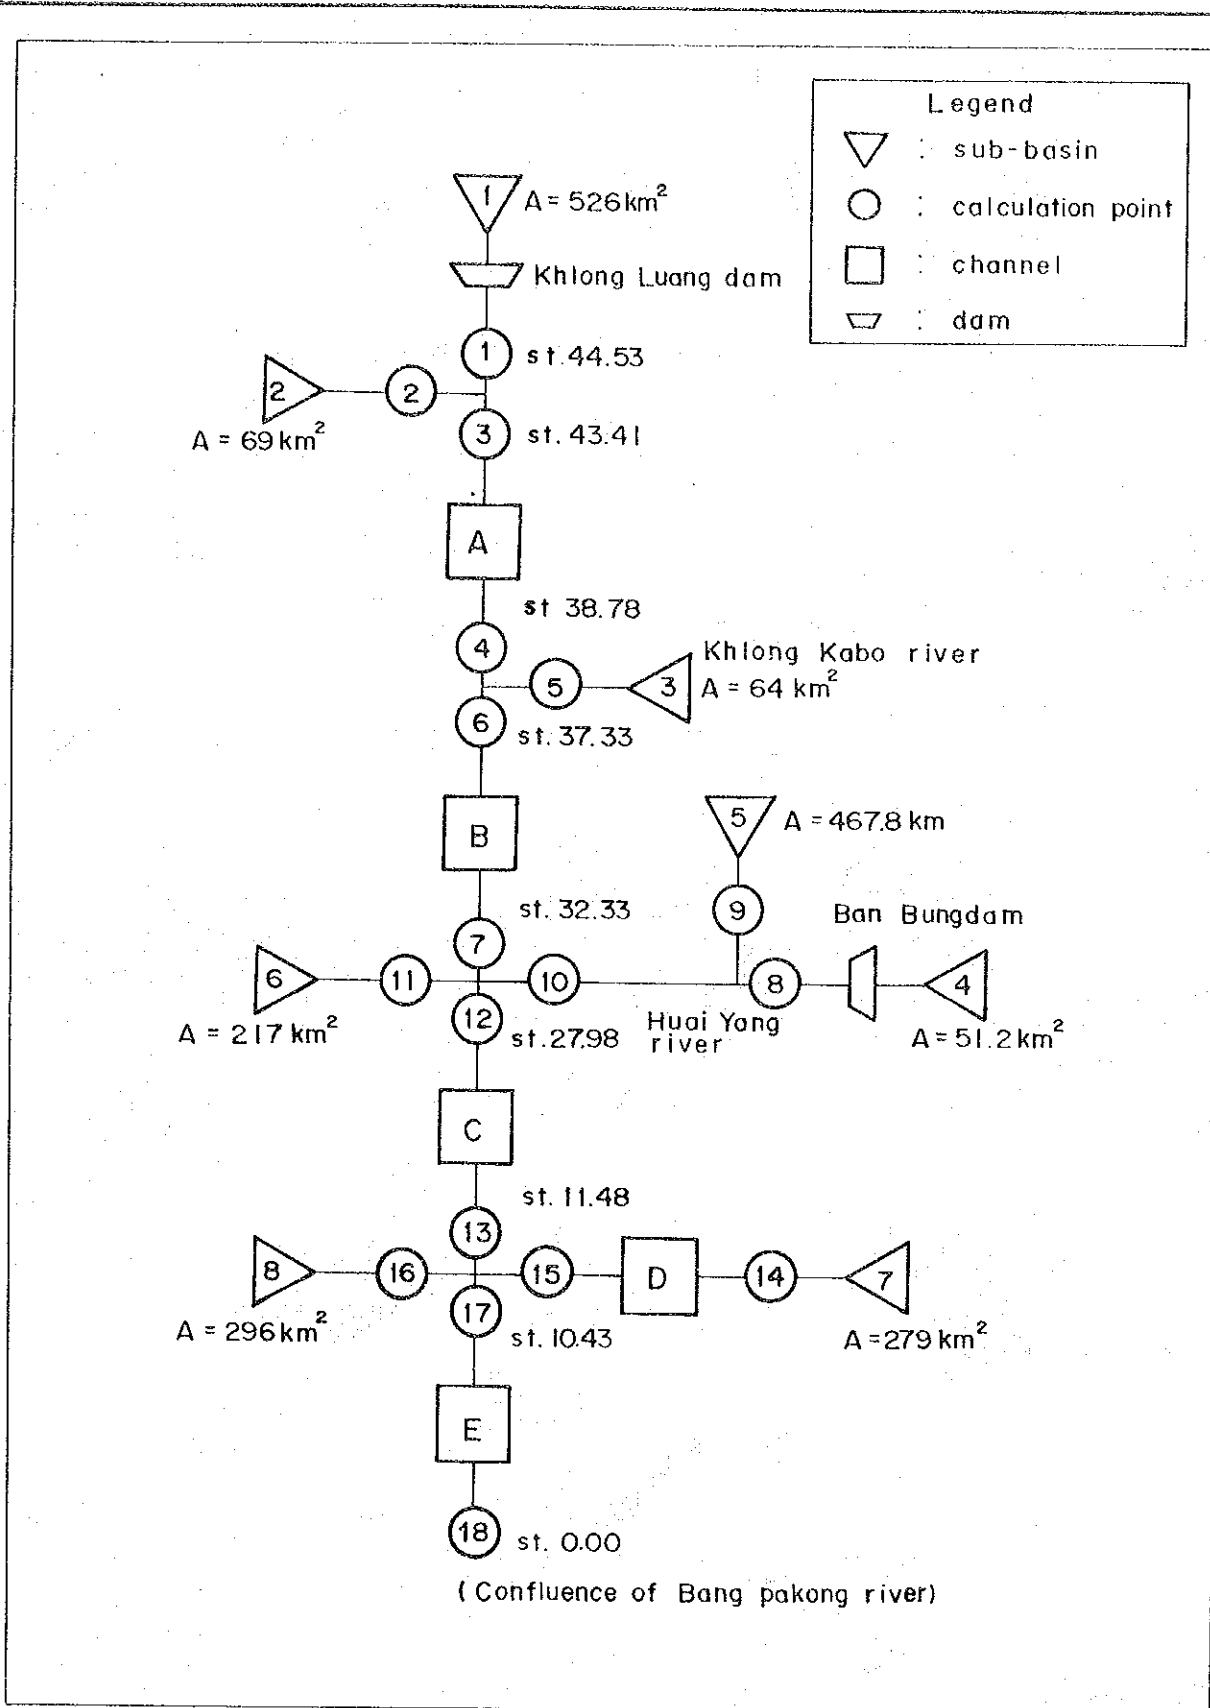 Legend
: sub-basin
: calculation point
: channel
: dam
1
A = 526 km²
Khlong Luang dam
1
st. 44.53
2
2
A = 69 km²
3
st. 43.41
A
st 38.78
4
Khlong Kabo river
5
3
A = 64 km²
6
st. 37.33
B
5
A = 467.8 km
st. 32.33
9
Ban Bungdam
7
6
11
10
8
4
A = 217 km²
12
st. 27.98
Huai Yang
river
A = 51.2 km²
C
st. 11.48
13
8
16
15
D
14
7
A = 296 km²
17
st. 10.43
A = 279 km²
E
18
st. 0.00
(Confluence of Bang pakong river)